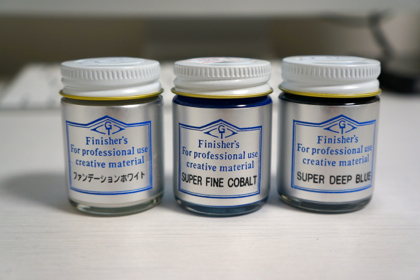 Finisher's
For professional use
creative material
ファンデーションホワイト
Finisher's
For professional use
creative material
SUPER FINE COBALT
Finisher's
For professional use
creative material
SUPER DEEP BLUE